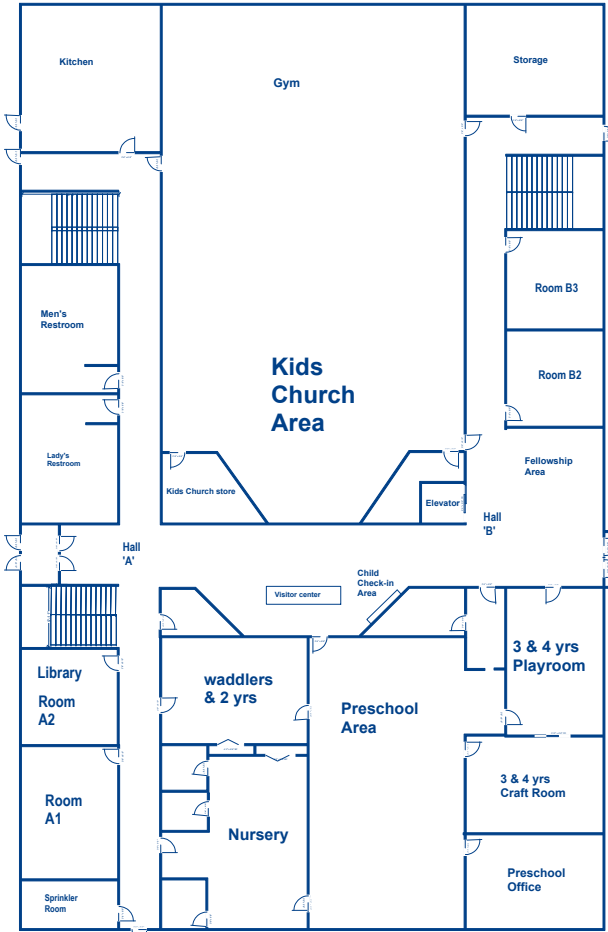 Kitchen
Gym
Storage
Room B3
Men's
Restroom
Kids
Church
Area
Room B2
Lady's
Restroom
Fellowship
Area
Kids Church store
Elevator
Hall
'B'
Hall
'A'
Child
Check-in
Area
Visitor center
3 & 4 yrs
Playroom
Library
Room
A2
waddlers
& 2 yrs
Preschool
Area
3 & 4 yrs
Craft Room
Room
A1
Nursery
Preschool
Office
Sprinkler
Room